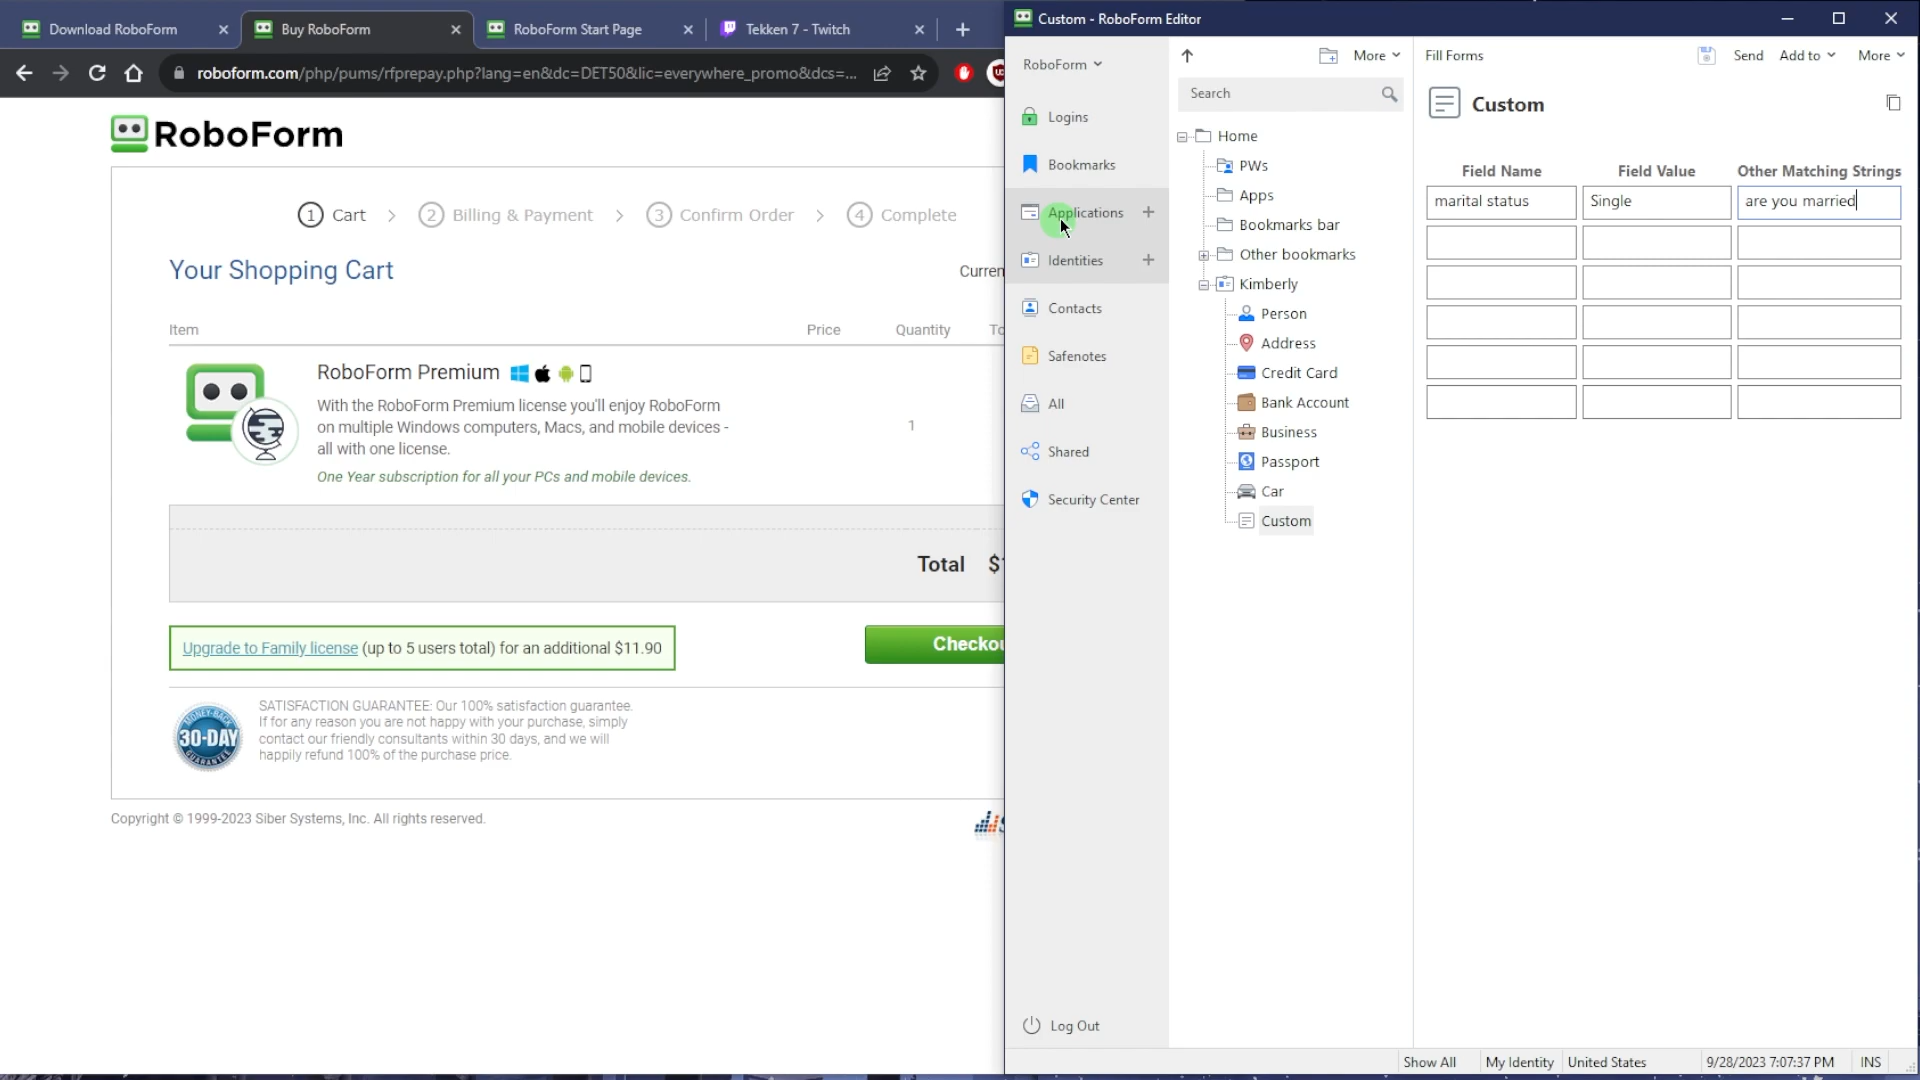 Download RoboForm
Buy RoboForm
RoboForm Start Page
Tekken 7 - Twitch
roboform.com/php/pums/rfprepay.php?lang=en&dc=DET50&lic=everywhere_promo&dcs=...
RoboForm
1 Cart > 2 Billing & Payment > 3 Confirm Order > 4 Complete
Your Shopping Cart
Item Price Quantity
RoboForm Premium
With the RoboForm Premium license you'll enjoy RoboForm
on multiple Windows computers, Macs, and mobile devices -
all with one license.
One Year subscription for all your PCs and mobile devices.
1
Total
Upgrade to Family license (up to 5 users total) for an additional $11.90
30-DAY
SATISFACTION GUARANTEE: Our 100% satisfaction guarantee.
If for any reason you are not happy with your purchase, simply
contact our friendly consultants within 30 days, and we will
happily refund 100% of the purchase price.
Copyright © 1999-2023 Siber Systems, Inc. All rights reserved.
Custom - RoboForm Editor
RoboForm
Logins
Bookmarks
Applications +
Identities +
Contacts
Safenotes
All
Shared
Security Center
Log Out
More
Search
Home
PWs
Apps
Bookmarks bar
Other bookmarks
Kimberly
Person
Address
Credit Card
Bank Account
Business
Passport
Car
Custom
Fill Forms Send Add to More
Custom
Field Name Field Value Other Matching Strings
marital status Single are you married
Show All My Identity United States 9/28/2023 7:07:37 PM INS